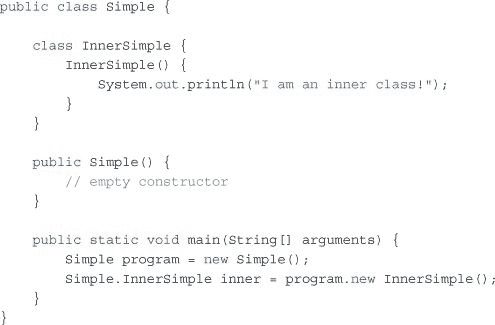 public class Simple {
class InnerSimple {
InnerSimple() {
System.out.println("I am an inner class!");
}
}
public Simple() {
// empty constructor
}
public static void main(String[] arguments) {
Simple program = new Simple();
Simple.InnerSimple inner = program.new InnerSimple();
}
}